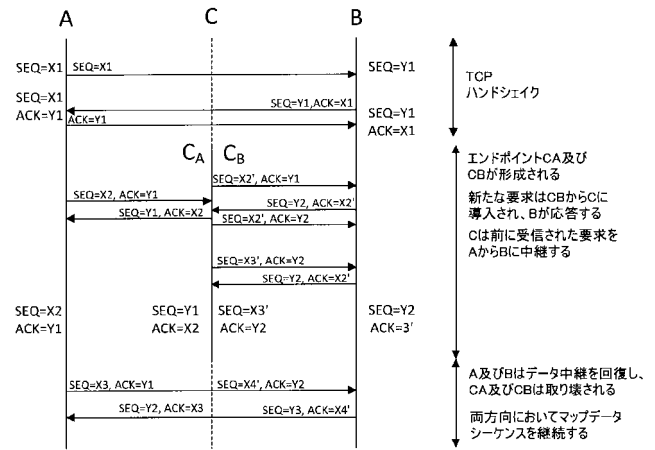 A
C
B
SEQ=X1
SEQ=X1
SEQ=Y1
TCP
ハンドシェイク
SEQ=X1
ACK=Y1
SEQ=Y1,ACK=X1
ACK=Y1
SEQ=Y1
ACK=X1
CA
CB
エンドポイントCA及び
CBが形成される
新たな要求はCBからCに
導入され、Bが応答する
Cは前に受信された要求を
AからBに中継する
SEQ=X2', ACK=Y1
SEQ=X2, ACK=Y1
SEQ=Y2, ACK=X2'
SEQ=Y1, ACK=X2
SEQ=X2', ACK=Y2
SEQ=X3', ACK=Y2
SEQ=Y2, ACK=X2'
SEQ=X2
ACK=Y1
SEQ=Y1
ACK=X2
SEQ=X3'
ACK=Y2
SEQ=Y2
ACK=3'
SEQ=X3, ACK=Y1
SEQ=X4', ACK=Y2
SEQ=Y2, ACK=X3
SEQ=Y3, ACK=X4'
A及びBはデータ中継を回復し、
CA及びCBは取り壊される
両方向においてマップデータ
シーケンスを継続する